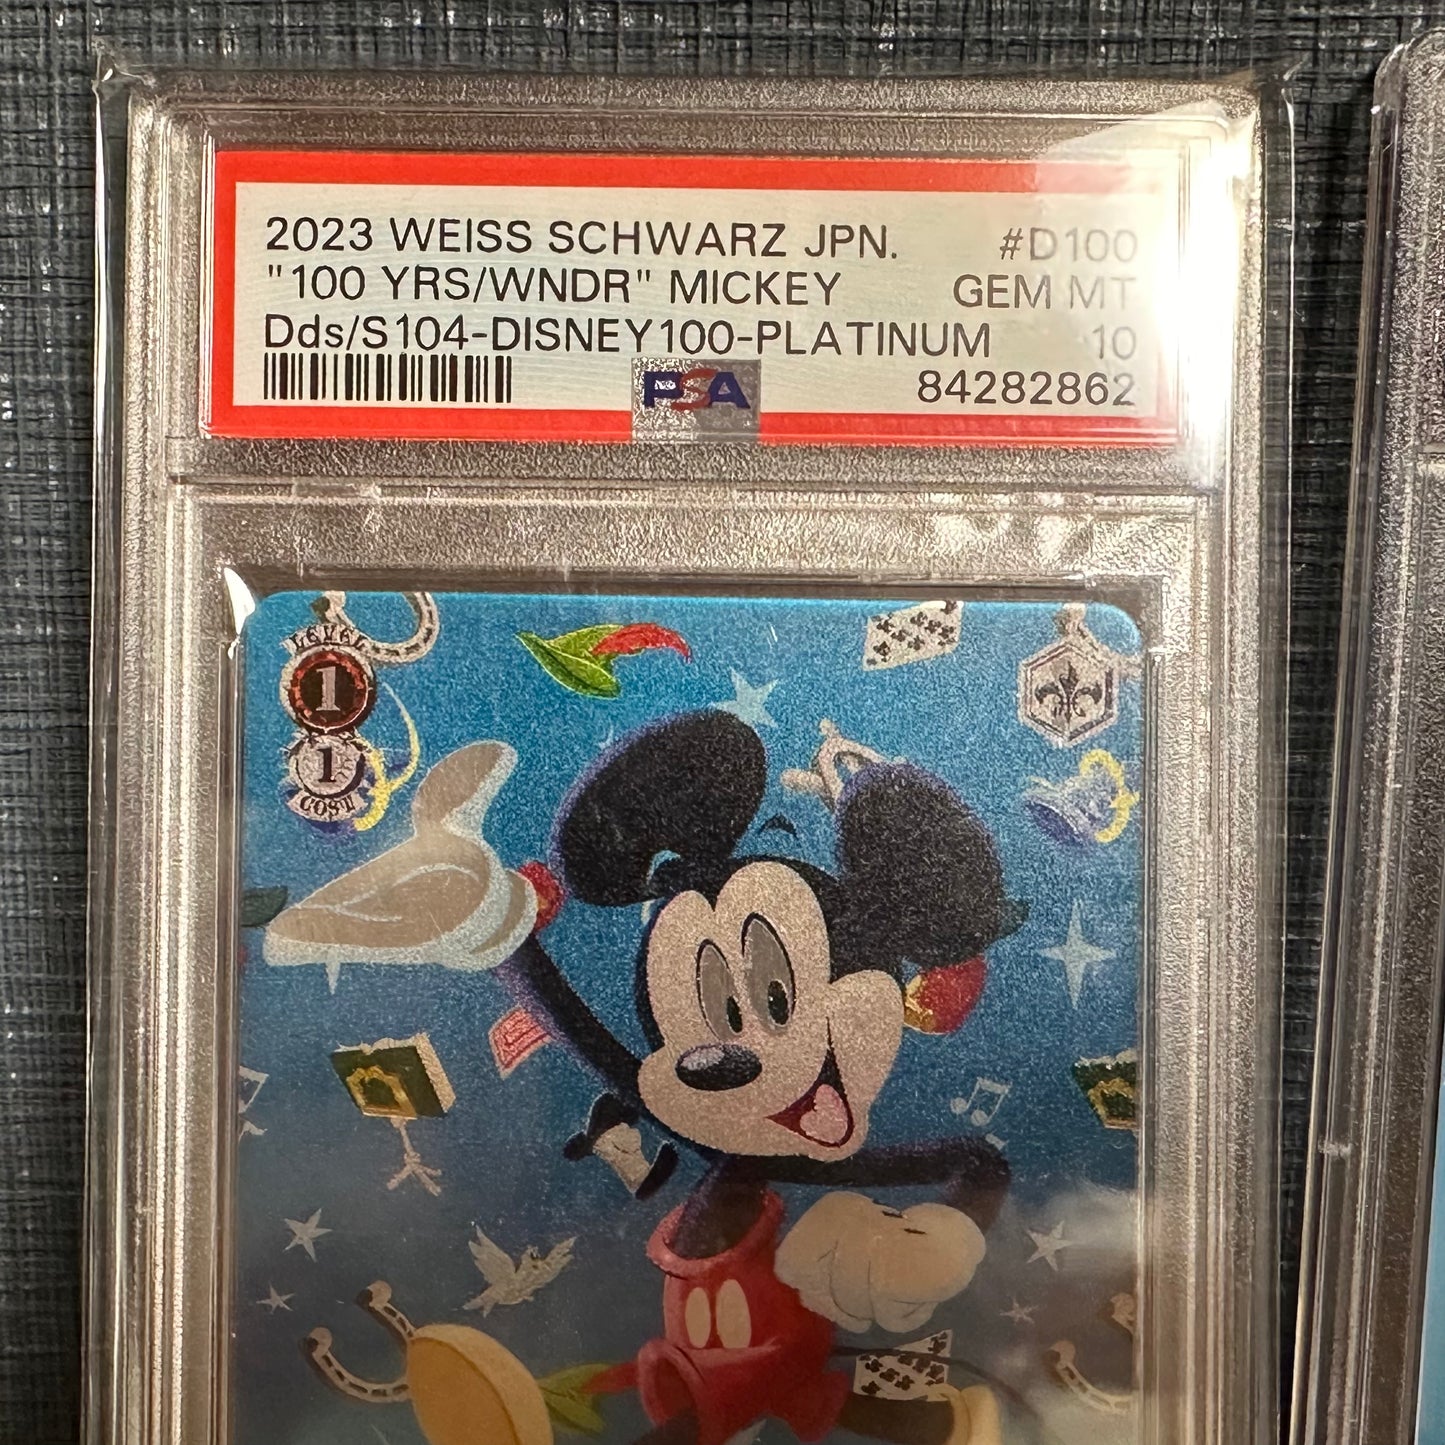 2023 WEISS SCHWARZ JPN. #D100
"100 YRS/WNDR" MICKEY GEM MT
Dds/S104-DISNEY100-PLATINUM 10
PSA 84282862
LEVEL
1
1
COST